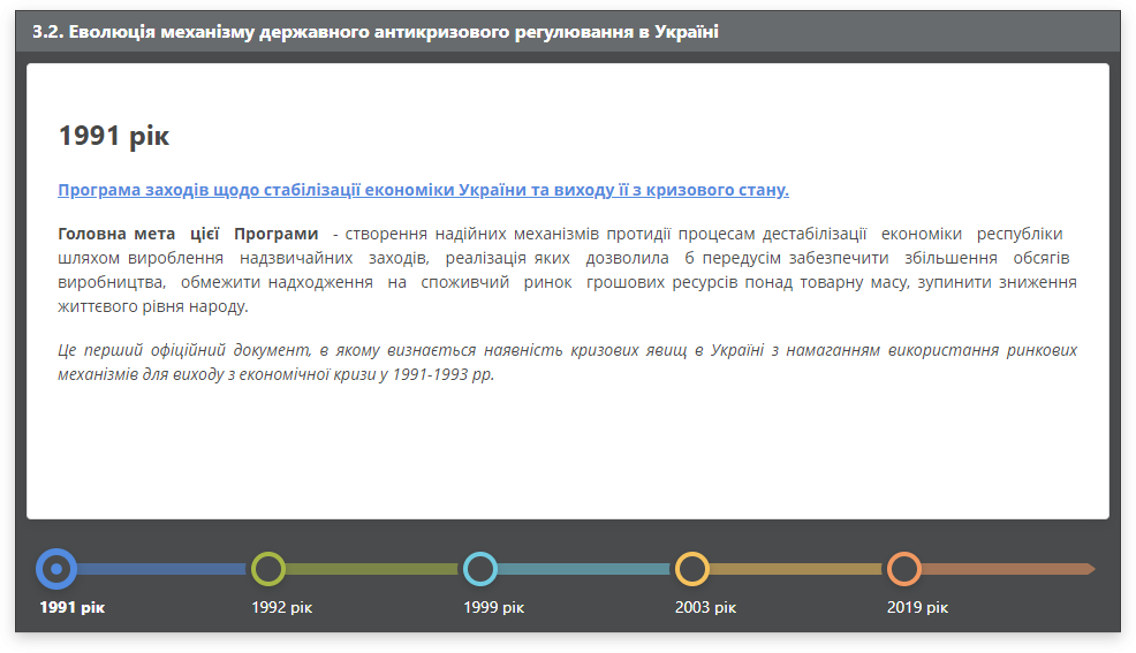 3.2. Еволюція механізму державного антикризового регулювання в Україні
1991 рік
Програма заходів щодо стабілізації економіки України та виходу її з кризового стану.
Головна мета цієї Програми - створення надійних механізмів протидії процесам дестабілізації економіки республіки
шляхом вироблення надзвичайних заходів, реалізація яких дозволила б передусім забезпечити збільшення обсягів
виробництва, обмежити надходження на споживчий ринок грошових ресурсів понад товарну масу, зупинити зниження
життєвого рівня народу.
Це перший офіційний документ, в якому визнається наявність кризових явищ в Україні з намаганням використання ринкових
механізмів для виходу з економічної кризи у 1991-1993 рр.
1991 рік
1992 рік
1999 рік
2003 рік
2019 рік